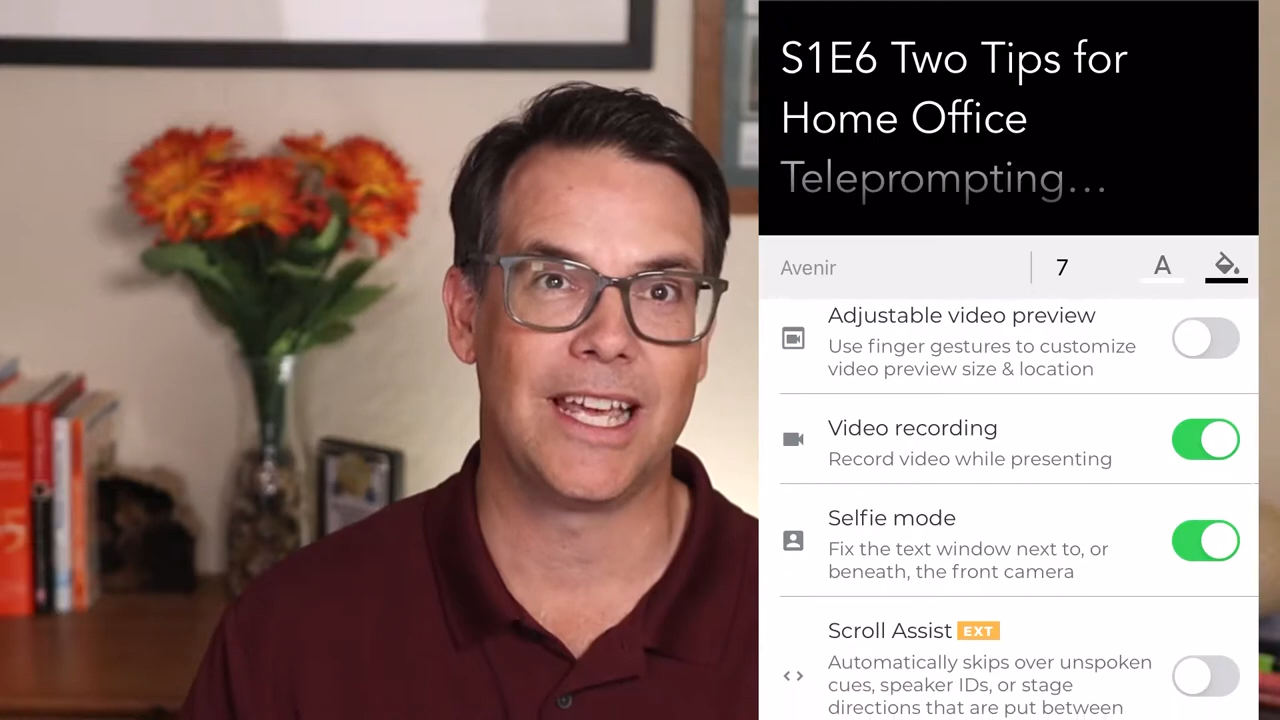 S1E6 Two Tips for
Home Office
Teleprompting...
Avenir
7
A
Adjustable video preview
Use finger gestures to customize
video preview size & location
Video recording
Record video while presenting
Selfie mode
Fix the text window next to, or
beneath, the front camera
Scroll Assist EXT
Automatically skips over unspoken
cues, speaker IDs, or stage
directions that are put between